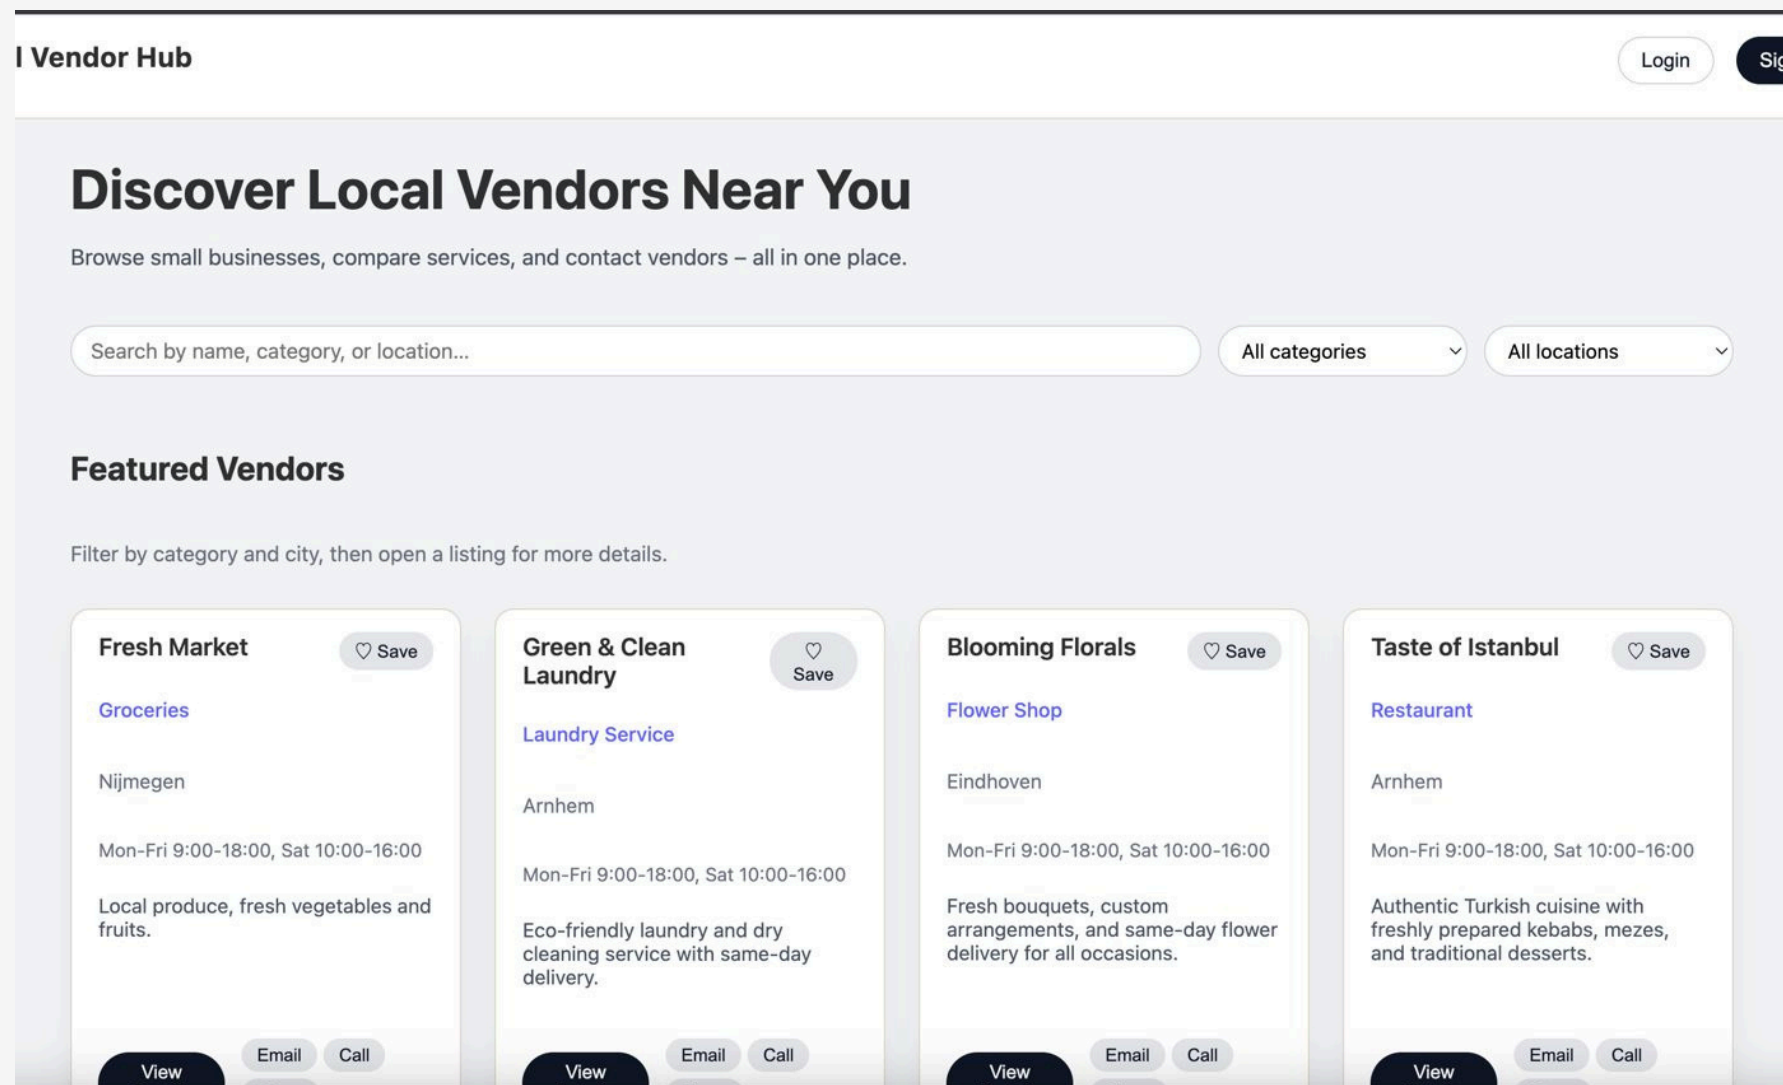 l Vendor Hub
Login
Sig
Discover Local Vendors Near You
Browse small businesses, compare services, and contact vendors – all in one place.
Search by name, category, or location...
All categories
All locations
Featured Vendors
Filter by category and city, then open a listing for more details.
Fresh Market
♡ Save
Groceries
Nijmegen
Mon-Fri 9:00-18:00, Sat 10:00-16:00
Local produce, fresh vegetables and
fruits.
View
Email
Call
Green & Clean
Laundry
♡
Save
Laundry Service
Arnhem
Mon-Fri 9:00-18:00, Sat 10:00-16:00
Eco-friendly laundry and dry
cleaning service with same-day
delivery.
View
Email
Call
Blooming Florals
♡ Save
Flower Shop
Eindhoven
Mon-Fri 9:00-18:00, Sat 10:00-16:00
Fresh bouquets, custom
arrangements, and same-day flower
delivery for all occasions.
View
Email
Call
Taste of Istanbul
♡ Save
Restaurant
Arnhem
Mon-Fri 9:00-18:00, Sat 10:00-16:00
Authentic Turkish cuisine with
freshly prepared kebabs, mezes,
and traditional desserts.
View
Email
Call